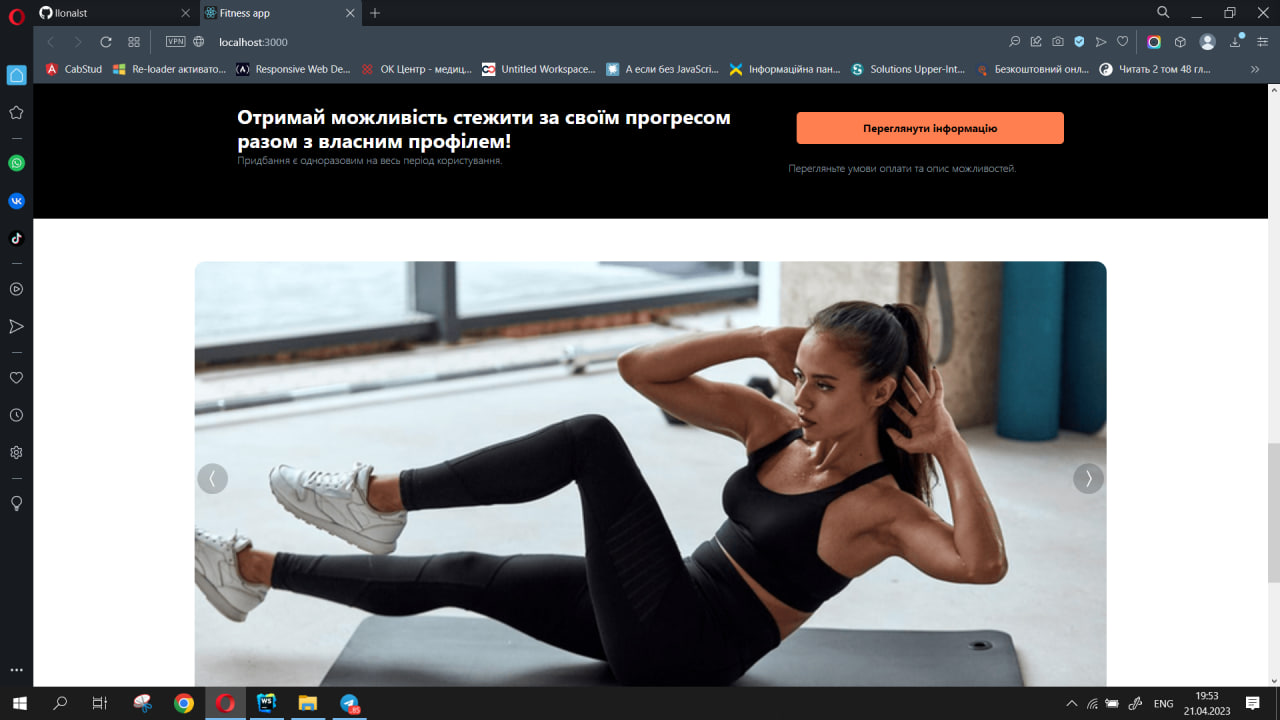 IlonaIst
Fitness app
VPN
localhost:3000
CabStud
Re-loader активато...
Responsive Web De...
ОК Центр - медиц...
Untitled Workspace...
А если без JavaScri...
Інформаційна пан...
Solutions Upper-Int...
Безкоштовний онл...
Читать 2 том 48 гл...
Отримай можливість стежити за своїм прогресом
разом з власним профілем!
Придбання є одноразовим на весь період користування.
Переглянути інформацію
Перегляньте умови оплати та опис можливостей.
WS
85
ENG
19:53
21.04.2023